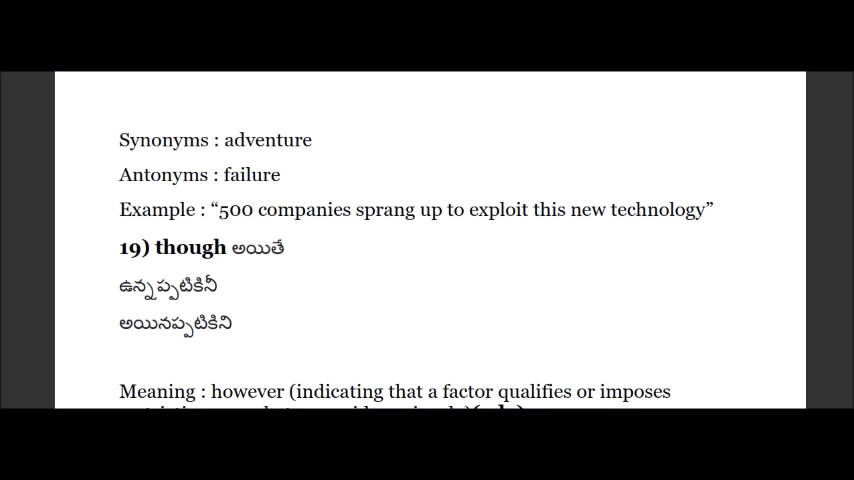 Synonyms : adventure
Antonyms : failure
Example : “500 companies sprang up to exploit this new technology”
19) though అయితే
ఉన్నప్పటికినీ
అయినప్పటికిని
Meaning : however (indicating that a factor qualifies or imposes